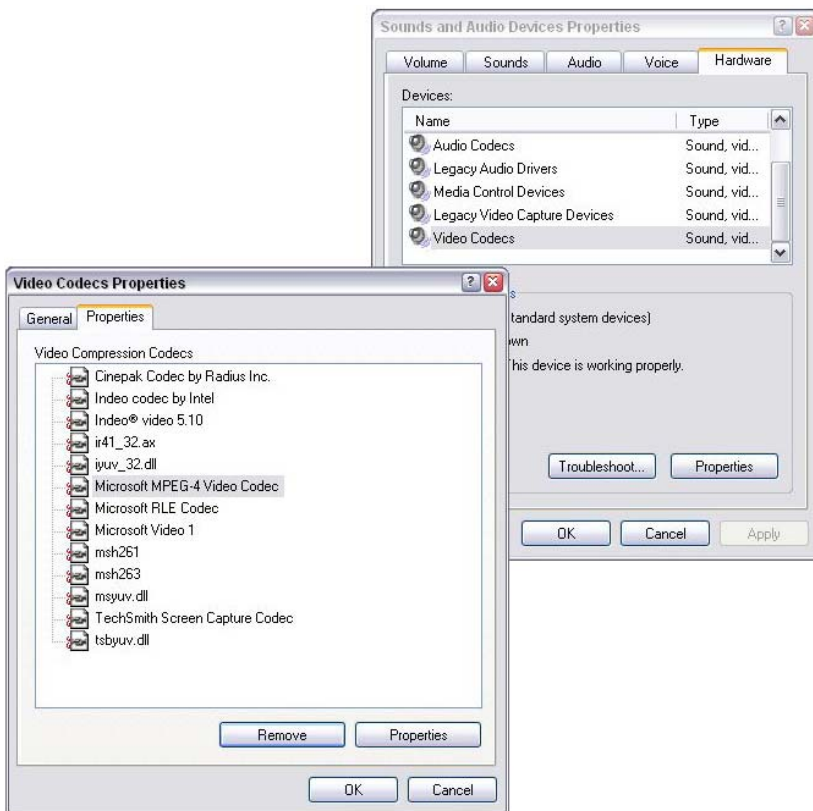 Sounds and Audio Devices Properties
Volume Sounds Audio Voice Hardware
Devices:
Name Type
Audio Codecs Sound, vid...
Legacy Audio Drivers Sound, vid...
Media Control Devices Sound, vid...
Legacy Video Capture Devices Sound, vid...
Video Codecs Sound, vid...
tandard system devices)
own
his device is working properly.
Troubleshoot... Properties
OK Cancel Apply
Video Codecs Properties
General Properties
Video Compression Codecs
Cinepak Codec by Radius Inc.
Indeo codec by Intel
Indeo® video 5.10
ir41_32.ax
iyuv_32.dll
Microsoft MPEG-4 Video Codec
Microsoft RLE Codec
Microsoft Video 1
msh261
msh263
msyuv.dll
TechSmith Screen Capture Codec
tsbyuv.dll
Remove Properties
OK Cancel